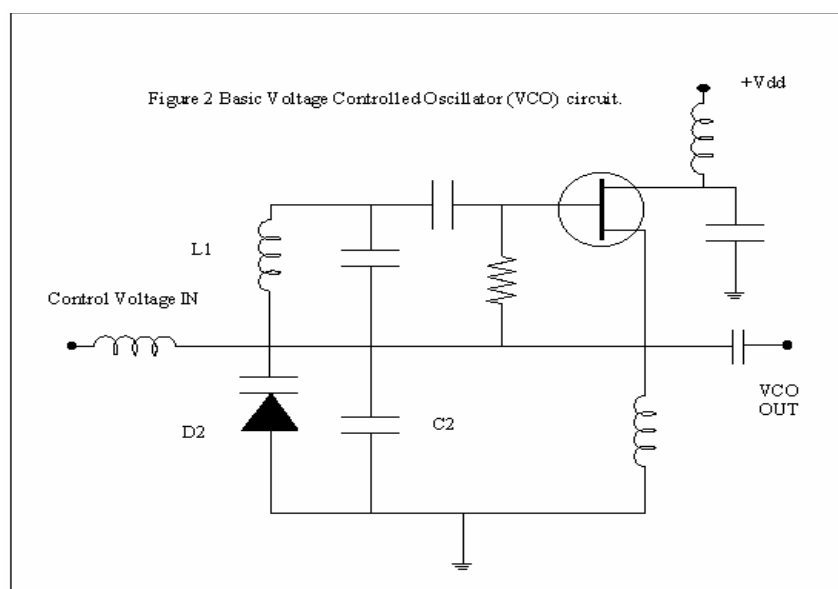 +Vdd
Figure 2 Basic Voltage Controlled Oscillator (VCO) circuit.
L1
Control Voltage IN
VCO
OUT
D2
C2